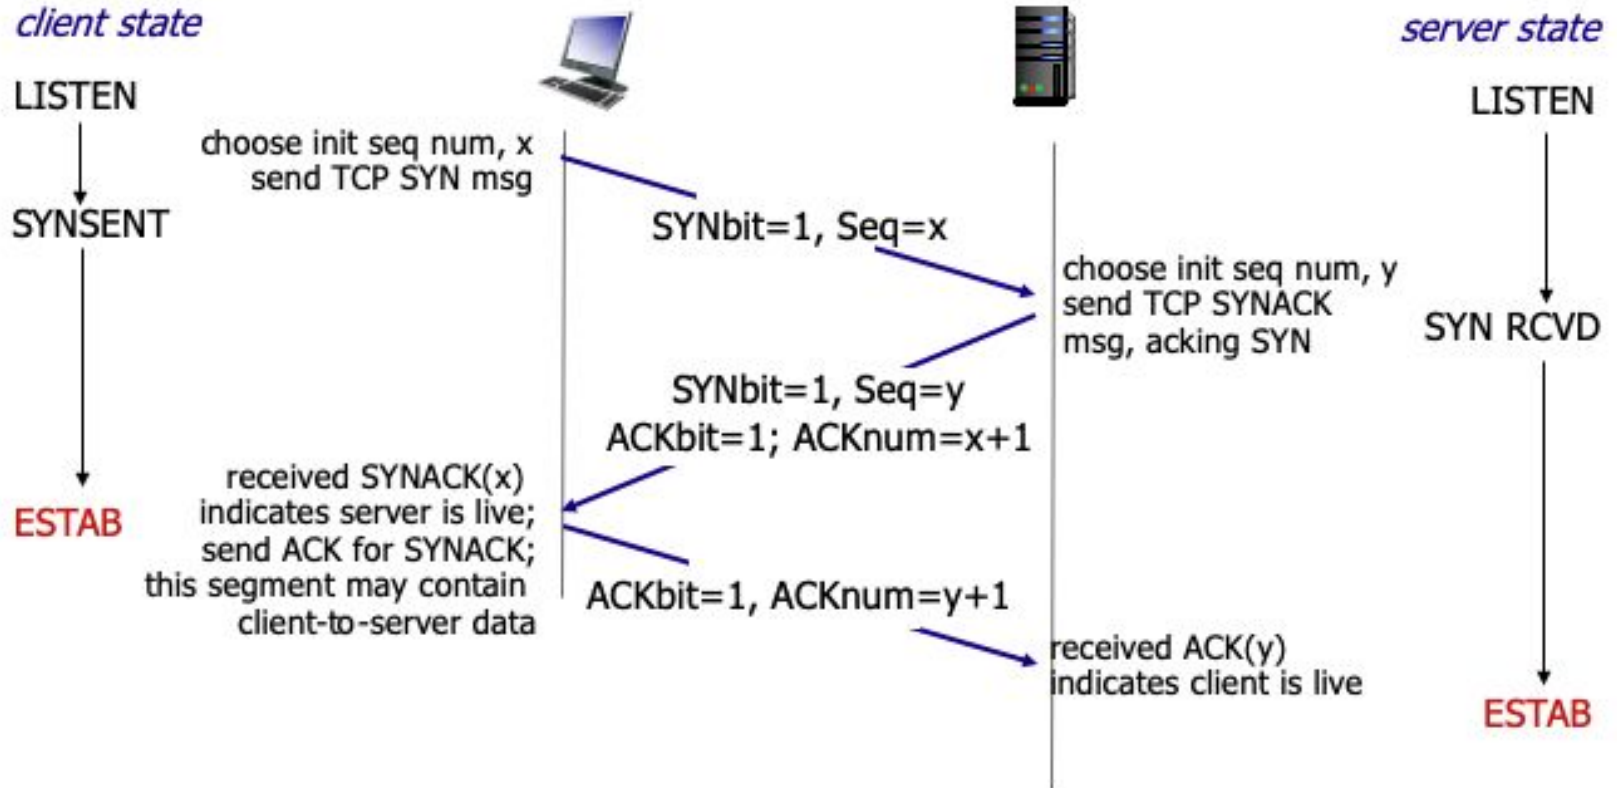 client state
server state
LISTEN
LISTEN
choose init seq num, x
send TCP SYN msg
SYNSENT
SYNbit=1, Seq=x
choose init seq num, y
send TCP SYNACK
msg, acking SYN
SYN RCVD
SYNbit=1, Seq=y
ACKbit=1; ACKnum=x+1
received SYNACK(x)
indicates server is live;
send ACK for SYNACK;
this segment may contain
client-to-server data
ESTAB
ACKbit=1, ACKnum=y+1
received ACK(y)
indicates client is live
ESTAB